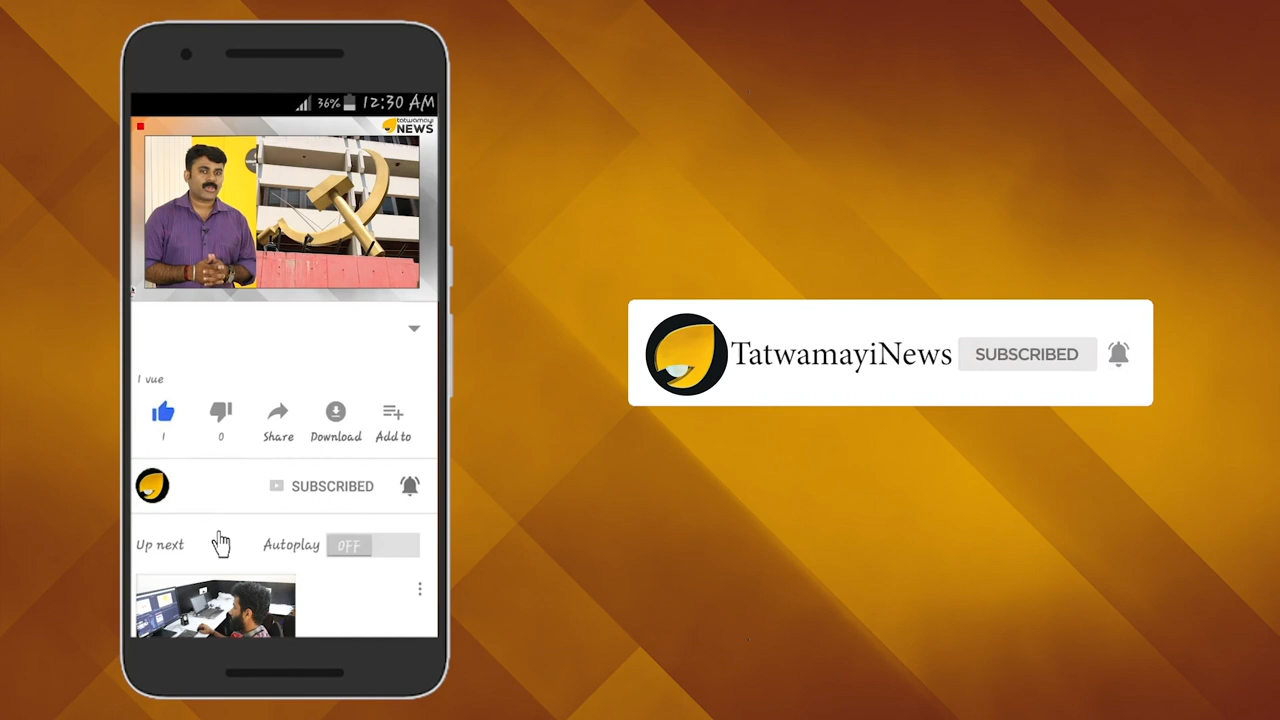 36% 12:30 AM
tatwamayi
NEWS
1 vue
1 0 Share Download Add to
SUBSCRIBED
Up next Autoplay OFF
TatwamayiNews SUBSCRIBED